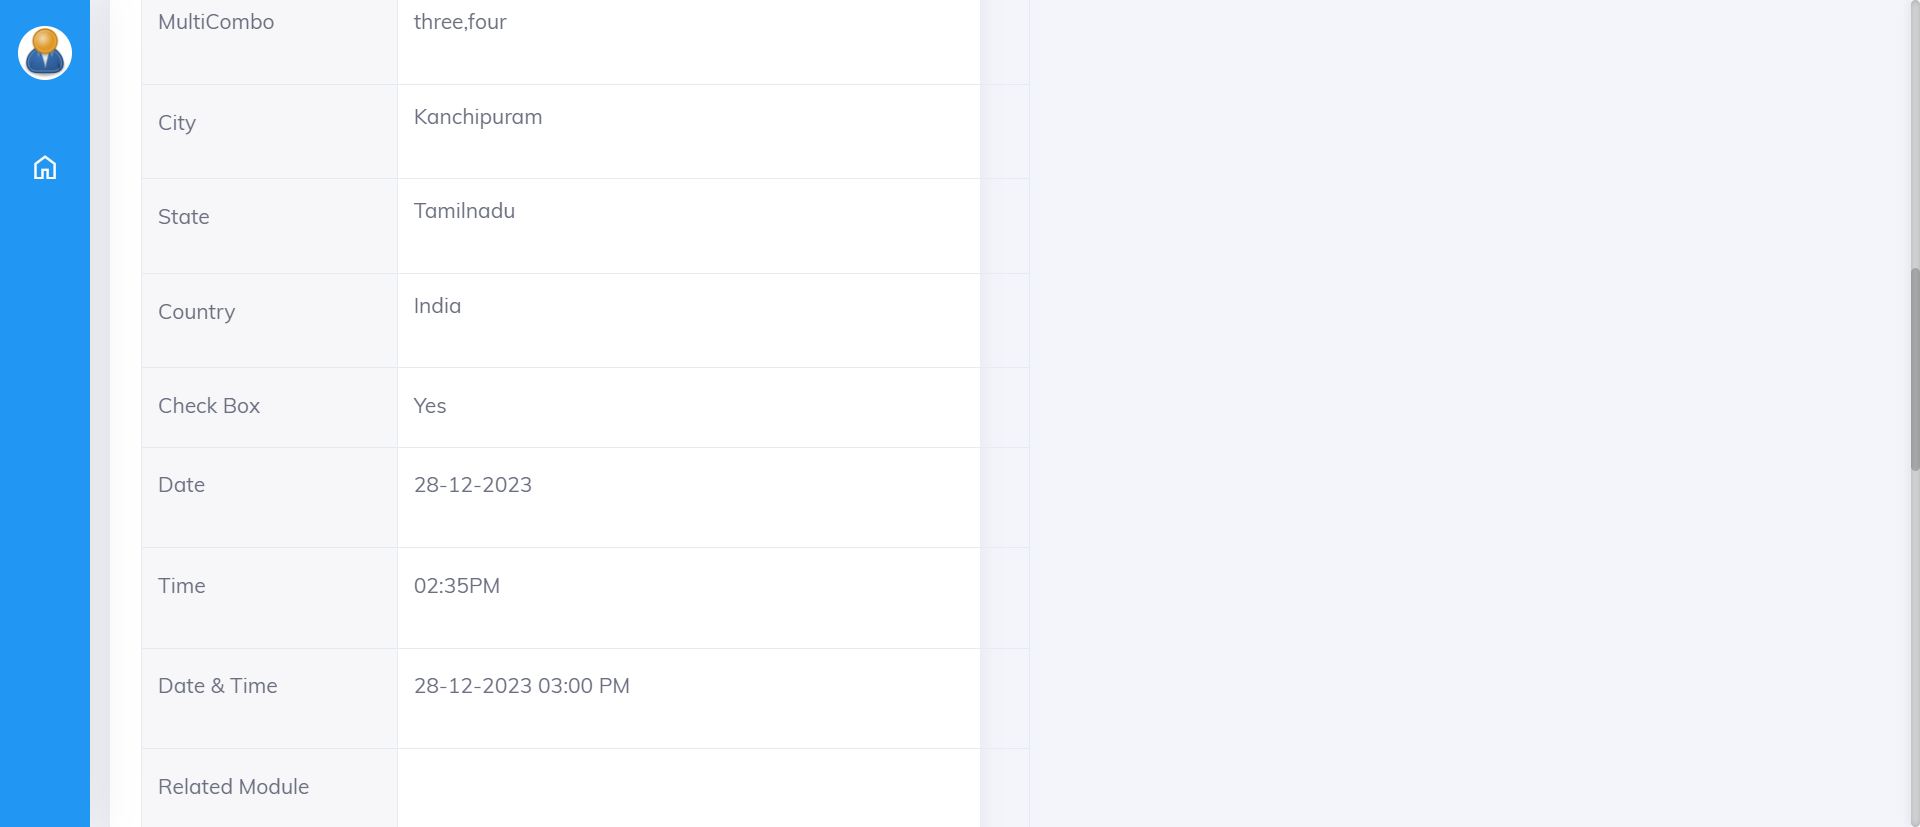 MultiCombo three,four
City Kanchipuram
State Tamilnadu
Country India
Check Box Yes
Date 28-12-2023
Time 02:35PM
Date & Time 28-12-2023 03:00 PM
Related Module